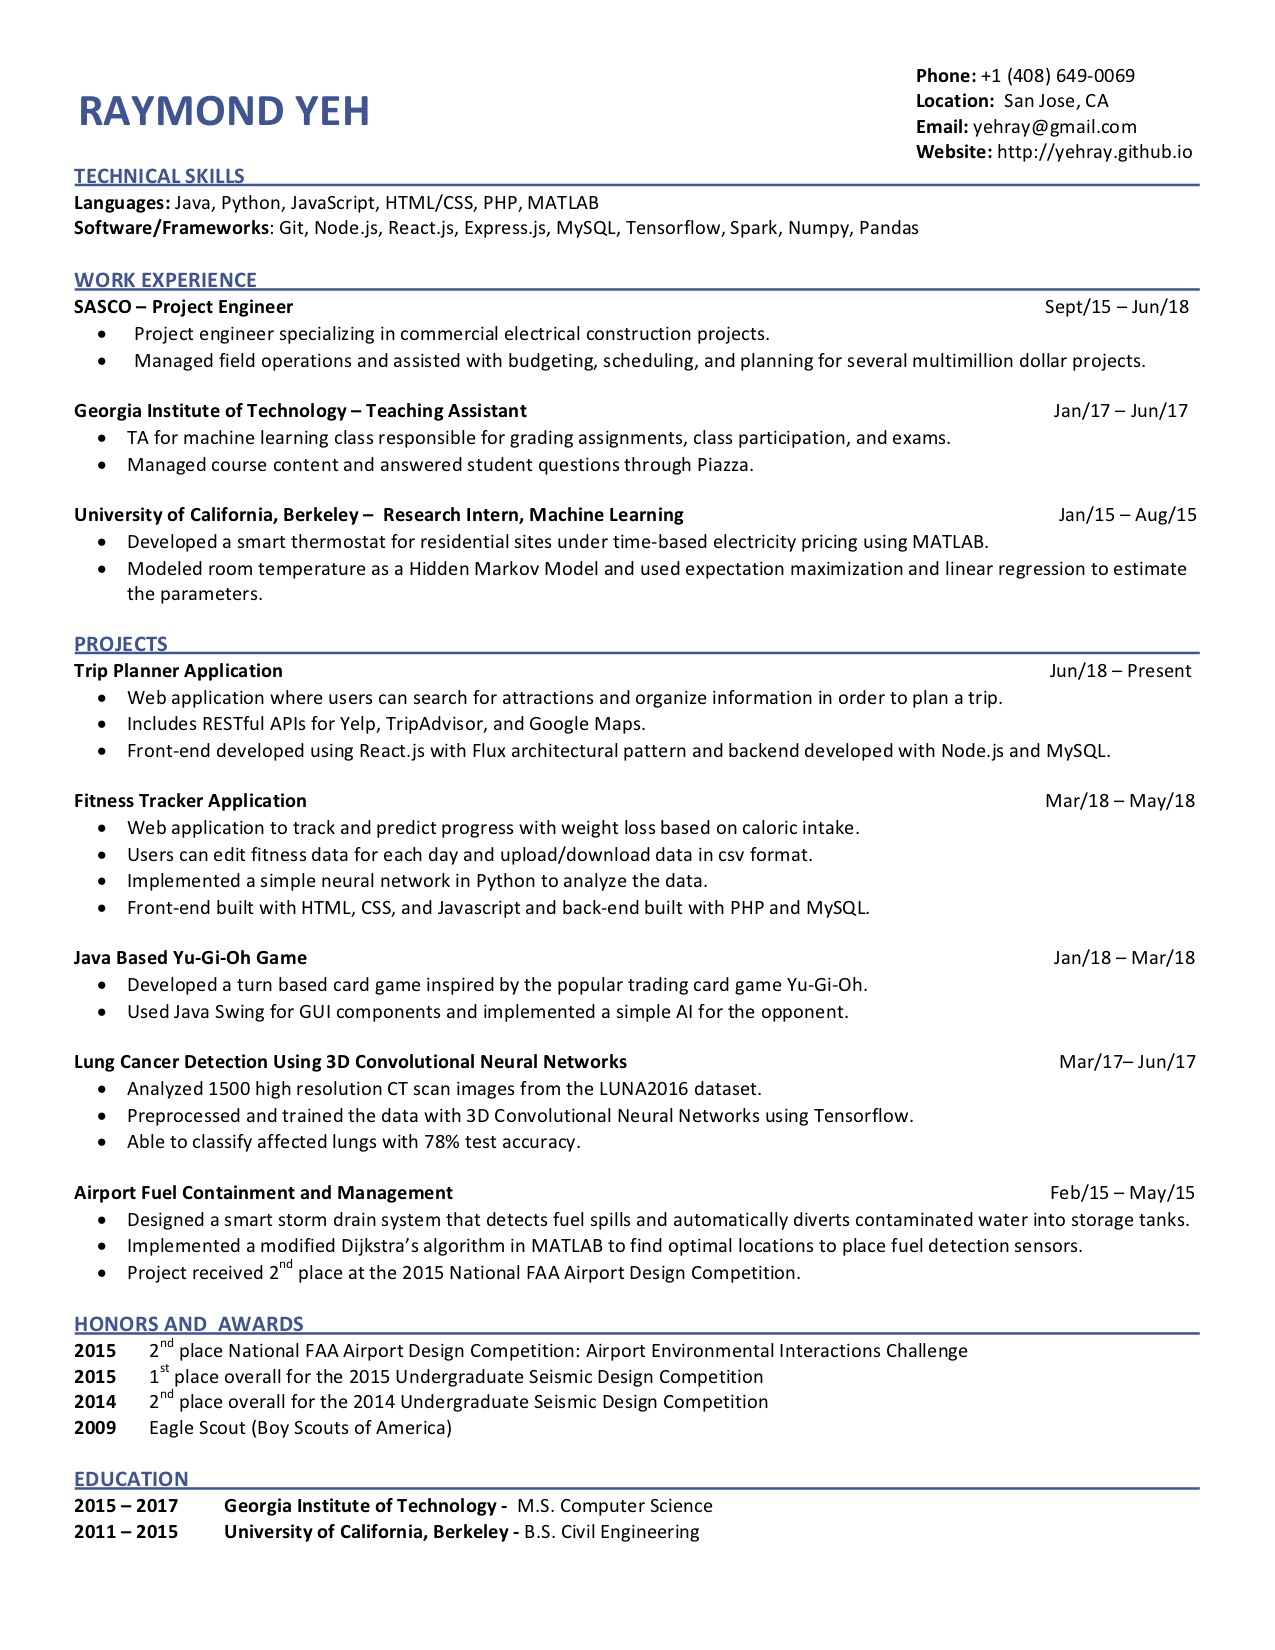 RAYMOND YEH
Phone: +1 (408) 649-0069
Location:  San Jose, CA
Email: yehray@gmail.com
Website: http://yehray.github.io
TECHNICAL SKILLS
Languages: Java, Python, JavaScript, HTML/CSS, PHP, MATLAB
Software/Frameworks: Git, Node.js, React.js, Express.js, MySQL, Tensorflow, Spark, Numpy, Pandas
WORK EXPERIENCE
SASCO – Project Engineer Sept/15 – Jun/18
• Project engineer specializing in commercial electrical construction projects.
• Managed field operations and assisted with budgeting, scheduling, and planning for several multimillion dollar projects.
Georgia Institute of Technology – Teaching Assistant Jan/17 – Jun/17
• TA for machine learning class responsible for grading assignments, class participation, and exams.
• Managed course content and answered student questions through Piazza.
University of California, Berkeley –  Research Intern, Machine Learning Jan/15 – Aug/15
• Developed a smart thermostat for residential sites under time-based electricity pricing using MATLAB.
• Modeled room temperature as a Hidden Markov Model and used expectation maximization and linear regression to estimate
the parameters.
PROJECTS
Trip Planner Application Jun/18 – Present
• Web application where users can search for attractions and organize information in order to plan a trip.
• Includes RESTful APIs for Yelp, TripAdvisor, and Google Maps.
• Front-end developed using React.js with Flux architectural pattern and backend developed with Node.js and MySQL.
Fitness Tracker Application Mar/18 – May/18
• Web application to track and predict progress with weight loss based on caloric intake.
• Users can edit fitness data for each day and upload/download data in csv format.
• Implemented a simple neural network in Python to analyze the data.
• Front-end built with HTML, CSS, and Javascript and back-end built with PHP and MySQL.
Java Based Yu-Gi-Oh Game Jan/18 – Mar/18
• Developed a turn based card game inspired by the popular trading card game Yu-Gi-Oh.
• Used Java Swing for GUI components and implemented a simple AI for the opponent.
Lung Cancer Detection Using 3D Convolutional Neural Networks Mar/17– Jun/17
• Analyzed 1500 high resolution CT scan images from the LUNA2016 dataset.
• Preprocessed and trained the data with 3D Convolutional Neural Networks using Tensorflow.
• Able to classify affected lungs with 78% test accuracy.
Airport Fuel Containment and Management Feb/15 – May/15
• Designed a smart storm drain system that detects fuel spills and automatically diverts contaminated water into storage tanks.
• Implemented a modified Dijkstra’s algorithm in MATLAB to find optimal locations to place fuel detection sensors.
• Project received 2nd place at the 2015 National FAA Airport Design Competition.
HONORS AND  AWARDS
2015 2nd place National FAA Airport Design Competition: Airport Environmental Interactions Challenge
2015 1st place overall for the 2015 Undergraduate Seismic Design Competition
2014 2nd place overall for the 2014 Undergraduate Seismic Design Competition
2009 Eagle Scout (Boy Scouts of America)
EDUCATION
2015 – 2017 Georgia Institute of Technology -  M.S. Computer Science
2011 – 2015 University of California, Berkeley - B.S. Civil Engineering